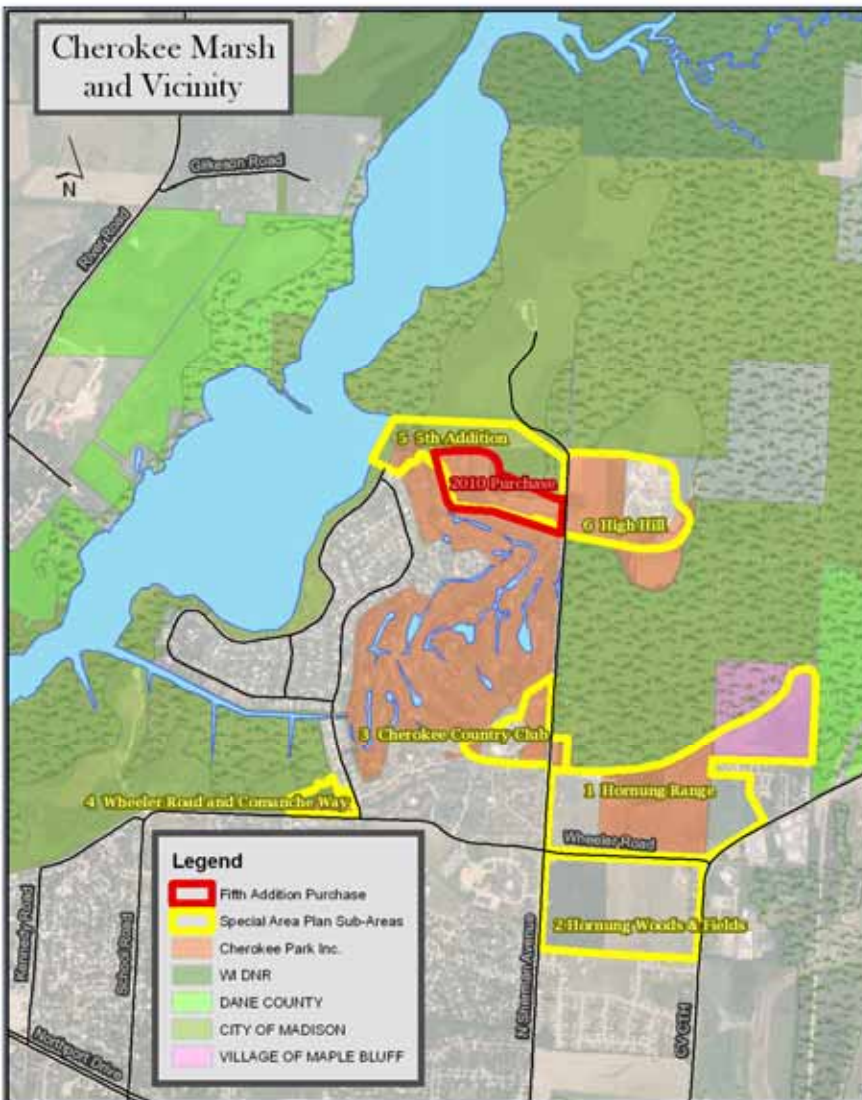 Cherokee Marsh
and Vicinity
N
Gilkeson Road
River Road
5 5th Addition
2010 Purchase
6 High Hill
3 Cherokee Country Club
4 Wheeler Road and Comanche Way
1 Hornung Range
Wheeler Road
2 Hornung Woods & Fields
Kennedy Road
School Road
Northport Drive
N Sherman Avenue
CV CTH
Legend
Fifth Addition Purchase
Special Area Plan Sub-Areas
Cherokee Park Inc.
WI DNR
DANE COUNTY
CITY OF MADISON
VILLAGE OF MAPLE BLUFF